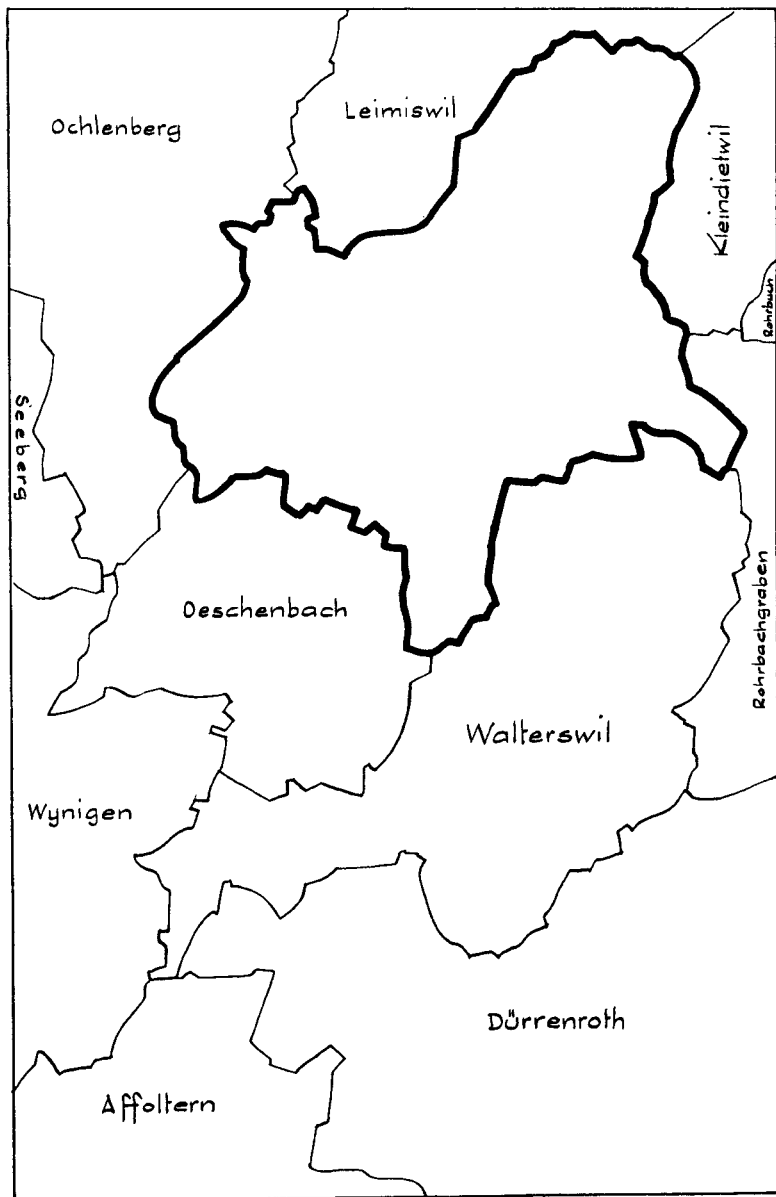 Ochlenberg
Leimiswil
Kleindietwil
Rohrbach
Seeberg
Oeschenbach
Rohrbachgraben
Walterswil
Wynigen
Dürrenroth
Affoltern